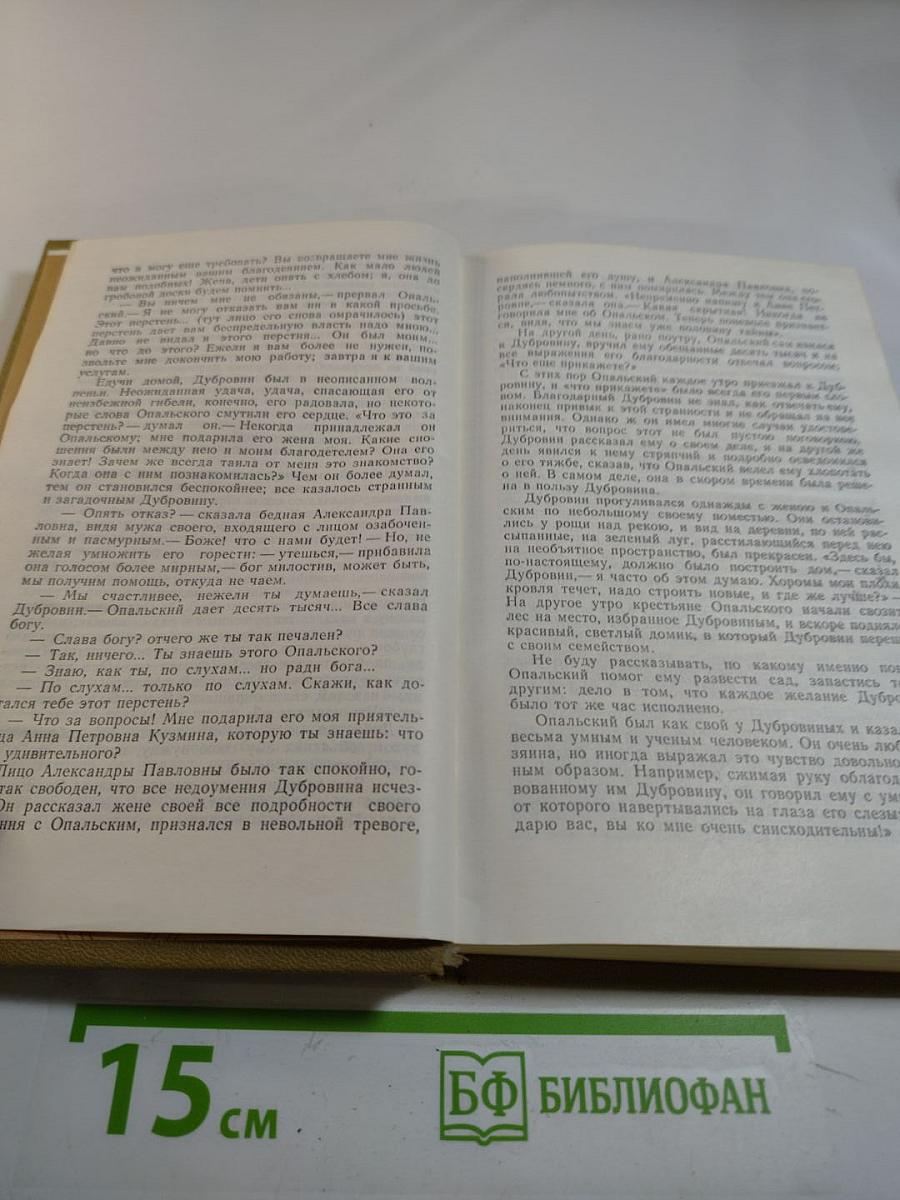 что я могу еще требовать? Вы возвращаете мне жизнь
неожиданным вашим благодеянием. Как мало людей
вам подобных! Жена, дети опять с хлебом; я, она до
гробовой доски будем помнить...
— Вы ничем мне не обязаны,— прервал Опаль-
ский.— Я не могу отказать вам ни в какой просьбе.
Этот перстень... (тут лицо его слова омрачилось) этот
перстень дает вам беспредельную власть надо мною...
Давно не видал я этого перстня... Он был моим...
но что до этого? Ежели я вам более не нужен, по-
звольте мне докончить мою работу; завтра я к вашим
услугам.
Едучи домой, Дубровин был в неописанном вол-
неньи. Неожиданная удача, удача, спасающая его от
неизбежной гибели, конечно, его радовала, но некото-
рые слова Опальского смутили его сердце. «Что это за
перстень? — думал он.— Некогда принадлежал он
Опальскому; мне подарила его жена моя. Какие сно-
шения были между нею и моим благодетелем? Она его
знает! Зачем же всегда таила от меня это знакомство?
Когда она с ним познакомилась?» Чем он более думал,
тем он становился беспокойнее; все казалось странным
и загадочным Дубровину.
— Опять отказ? — сказала бедная Александра Пав-
ловна, видя мужа своего, входящего с лицом озабочен-
ным и пасмурным.— Боже! что с нами будет! — Но, не
желая умножить его горести: — утешься,— прибавила
она голосом более мирным,— бог милостив, может быть,
мы получим помощь, откуда не чаем.
— Мы счастливее, нежели ты думаешь,— сказал
Дубровин.— Опальский дает десять тысяч... Все слава
богу.
— Слава богу? отчего же ты так печален?
— Так, ничего... Ты знаешь этого Опальского?
— Знаю, как ты, по слухам... но ради бога...
— По слухам... только по слухам. Скажи, как до-
тался тебе этот перстень?
— Что за вопросы! Мне подарила его моя приятель-
ца Анна Петровна Кузмина, которую ты знаешь: что
удивительного?
Лицо Александры Павловны было так спокойно, го-
так свободен, что все недоумения Дубровина исчез-
Он рассказал жене своей все подробности своего
ния с Опальским, признался в невольной тревоге,
наполнившей его душу, и Александра Павловна, по-
сердясь немного, с ним помирилась. Между тем она сго-
рала любопытством. «Непременно напишу к Анне Пет-
ровне,— сказала она.— Какая скрытная! Никогда не
говорила мне об Опальском. Теперь поневоле признает-
ся, видя, что мы знаем уже половину тайны».
На другой день, рано поутру, Опальский сам явился
к Дубровину, вручил ему обещанные десять тысяч и на
все выражения его благодарности отвечал вопросом:
«Что еще прикажете?»
С этих пор Опальский каждое утро приезжал к Дуб-
ровину, и «что прикажете» было всегда его первым сло-
вом. Благодарный Дубровин не знал, как отвечать ему,
наконец привык к этой странности и не обращал на нее
внимания. Однако ж он имел многие случаи удостове-
риться, что вопрос этот не был пустою поговоркою.
Дубровин рассказал ему о своем деле, и на другой же
день явился к нему стряпчий и подробно осведомился
о его тяжбе, сказав, что Опальский велел ему хлопотать
о ней. В самом деле, она в скором времени была реше-
на в пользу Дубровина.
Дубровин прогуливался однажды с женою и Опаль-
ским по небольшому своему поместью. Они останови-
лись у рощи над рекою, и вид на деревни, по ней рас-
сыпанные, на зеленый луг, расстилающийся перед нею
на необъятное пространство, был прекрасен. «Здесь бы,
по-настоящему, должно было построить дом,— сказал
Дубровин,— я часто об этом думаю. Хоромы мои плохи
кровля течет, надо строить новые, и где же лучше?» —
На другое утро крестьяне Опальского начали свози
лес на место, избранное Дубровиным, и вскоре поднялс
красивый, светлый домик, в который Дубровин переш
с своим семейством.
Не буду рассказывать, по какому именно пов
Опальский помог ему развести сад, запастись т
другим: дело в том, что каждое желание Дубро
было тот же час исполнено.
Опальский был как свой у Дубровиных и казал
весьма умным и ученым человеком. Он очень люб
зяина, но иногда выражал это чувство довольно
ным образом. Например, сжимая руку облагод
вованному им Дубровину, он говорил ему с уми
от которого навертывались на глаза его слезы
дарю вас, вы ко мне очень снисходительны!»
15 см
БФ БИБЛИОФАН